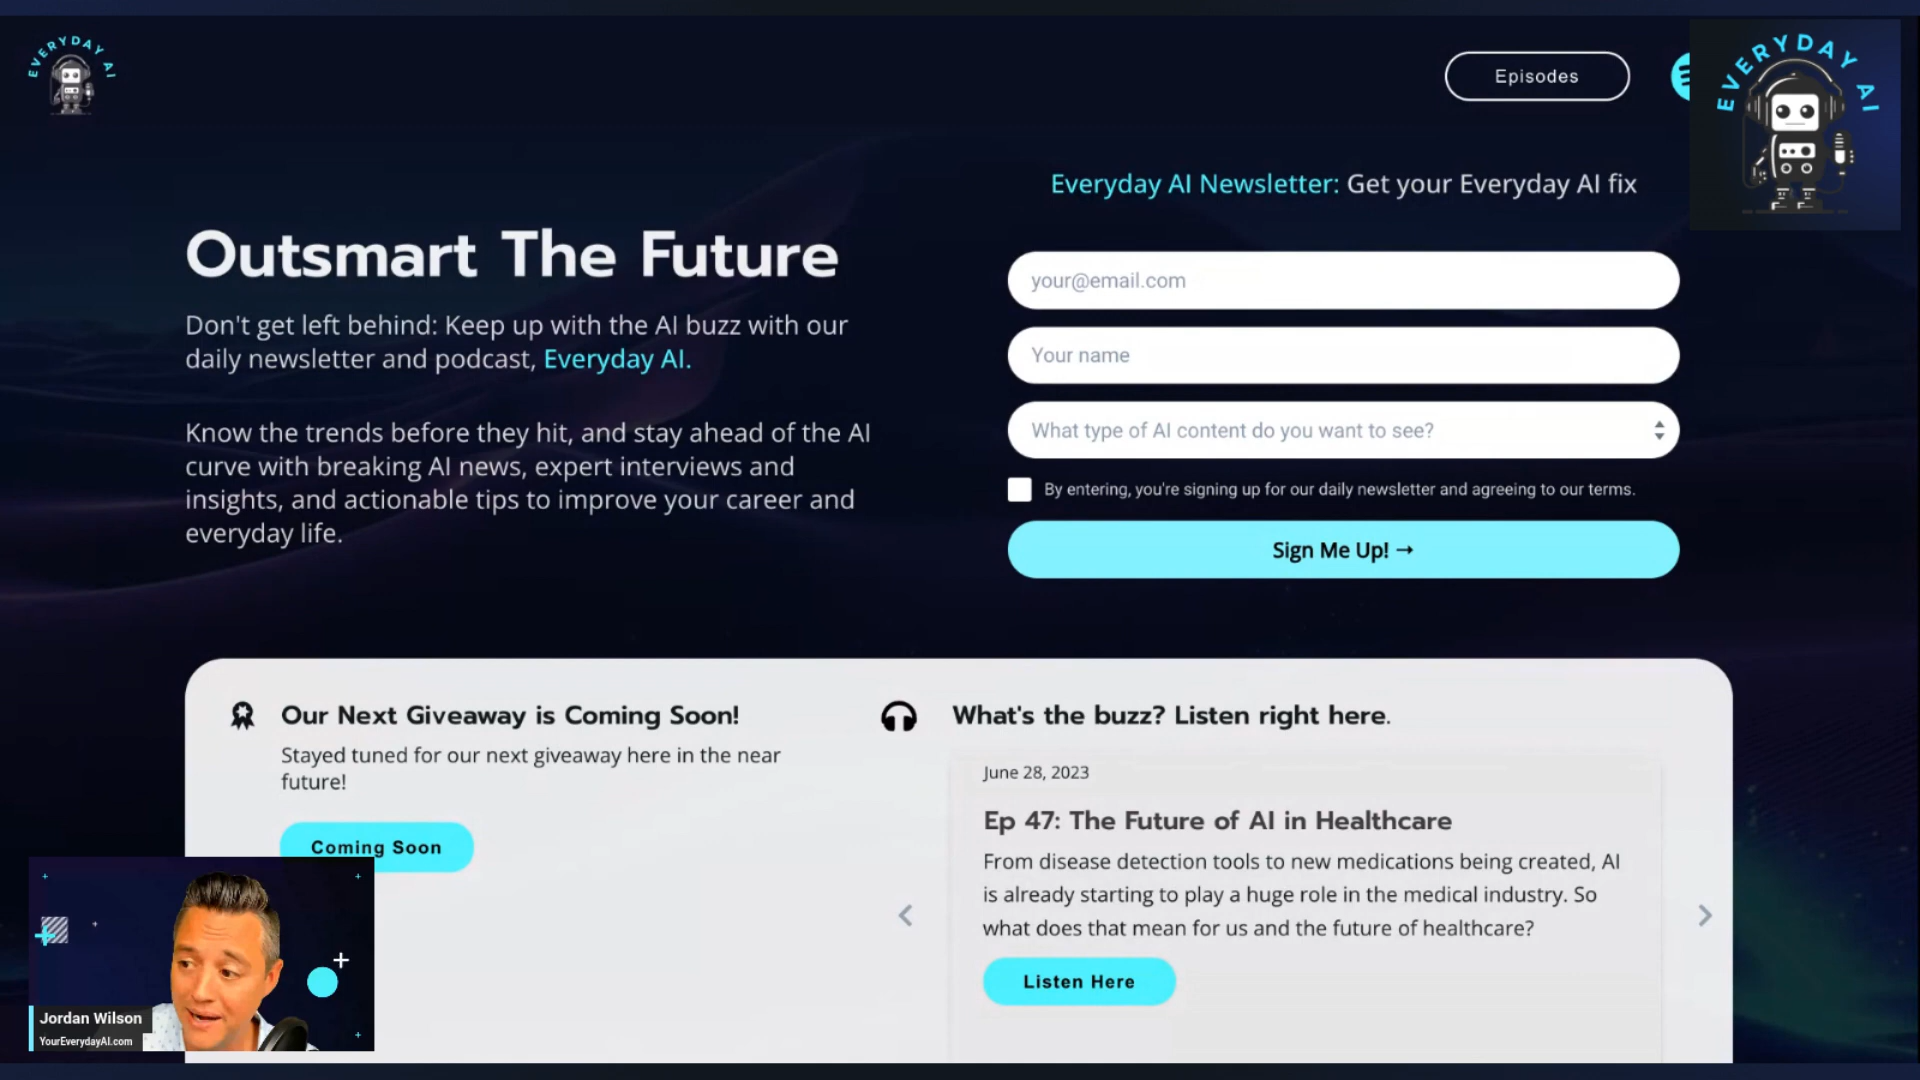 EVERYDAY AI
Episodes
EVERYDAY AI
Everyday AI Newsletter: Get your Everyday AI fix
Outsmart The Future
Don't get left behind: Keep up with the AI buzz with our
daily newsletter and podcast, Everyday AI.
Know the trends before they hit, and stay ahead of the AI
curve with breaking AI news, expert interviews and
insights, and actionable tips to improve your career and
everyday life.
your@email.com
Your name
What type of AI content do you want to see?
By entering, you're signing up for our daily newsletter and agreeing to our terms.
Sign Me Up! →
Our Next Giveaway is Coming Soon!
Stayed tuned for our next giveaway here in the near
future!
Coming Soon
What's the buzz? Listen right here.
June 28, 2023
Ep 47: The Future of AI in Healthcare
From disease detection tools to new medications being created, AI
is already starting to play a huge role in the medical industry. So
what does that mean for us and the future of healthcare?
Listen Here
Jordan Wilson
YourEverydayAI.com